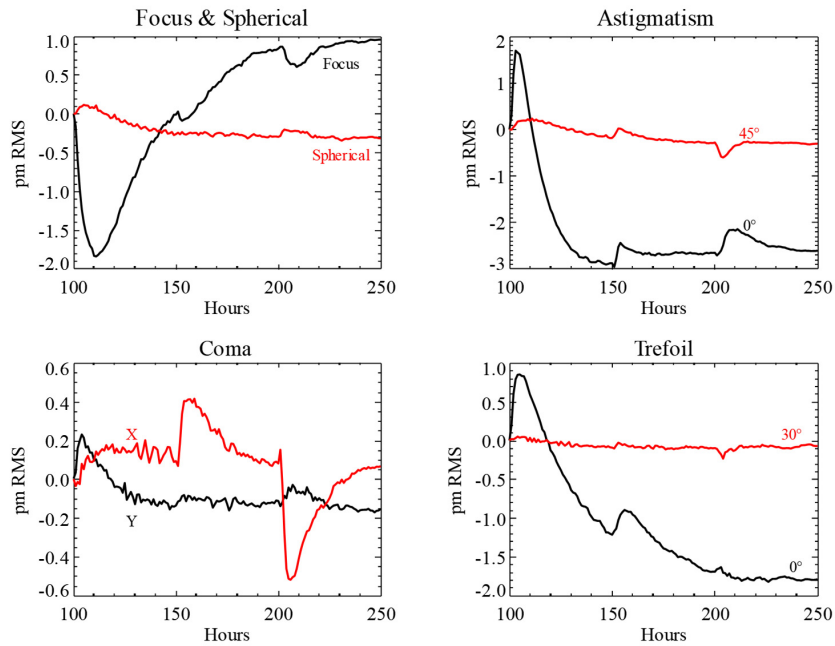 Focus & Spherical
1.0
0.5
0.0
-0.5
-1.0
-1.5
-2.0
pm RMS
Focus
Spherical
100 150 200 250
Hours
Astigmatism
2
1
0
-1
-2
-3
pm RMS
45°
0°
100 150 200 250
Hours
Coma
0.6
0.4
0.2
0.0
-0.2
-0.4
-0.6
pm RMS
X
Y
100 150 200 250
Hours
Trefoil
1.0
0.5
0.0
-0.5
-1.0
-1.5
-2.0
pm RMS
30°
0°
100 150 200 250
Hours